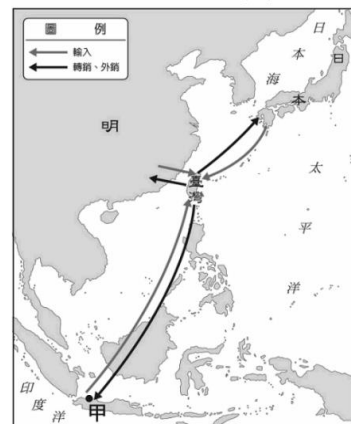 圖 例
輸入
轉銷、外銷
日本海
日本
明
臺灣
太平洋
甲
印度洋